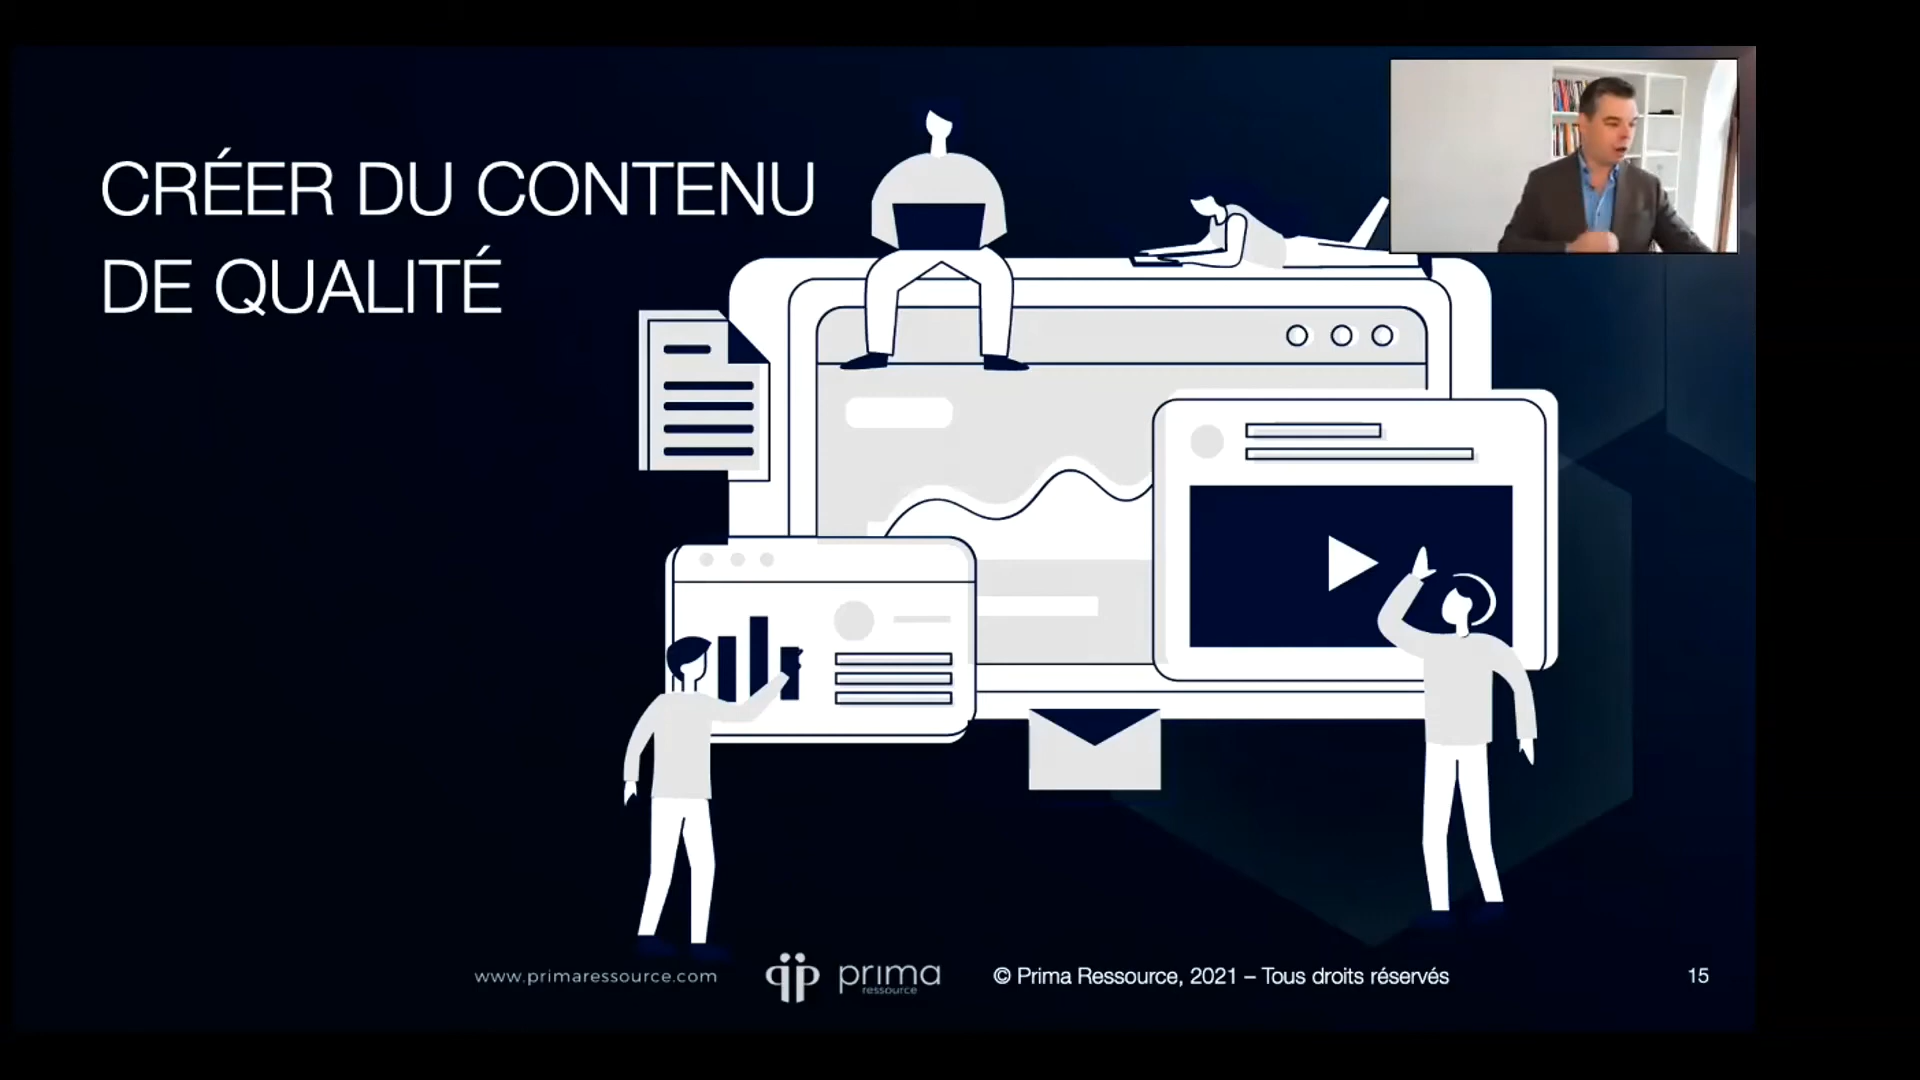 CRÉER DU CONTENU
DE QUALITÉ
www.primaressource.com
prima
ressource
© Prima Ressource, 2021 – Tous droits réservés
15